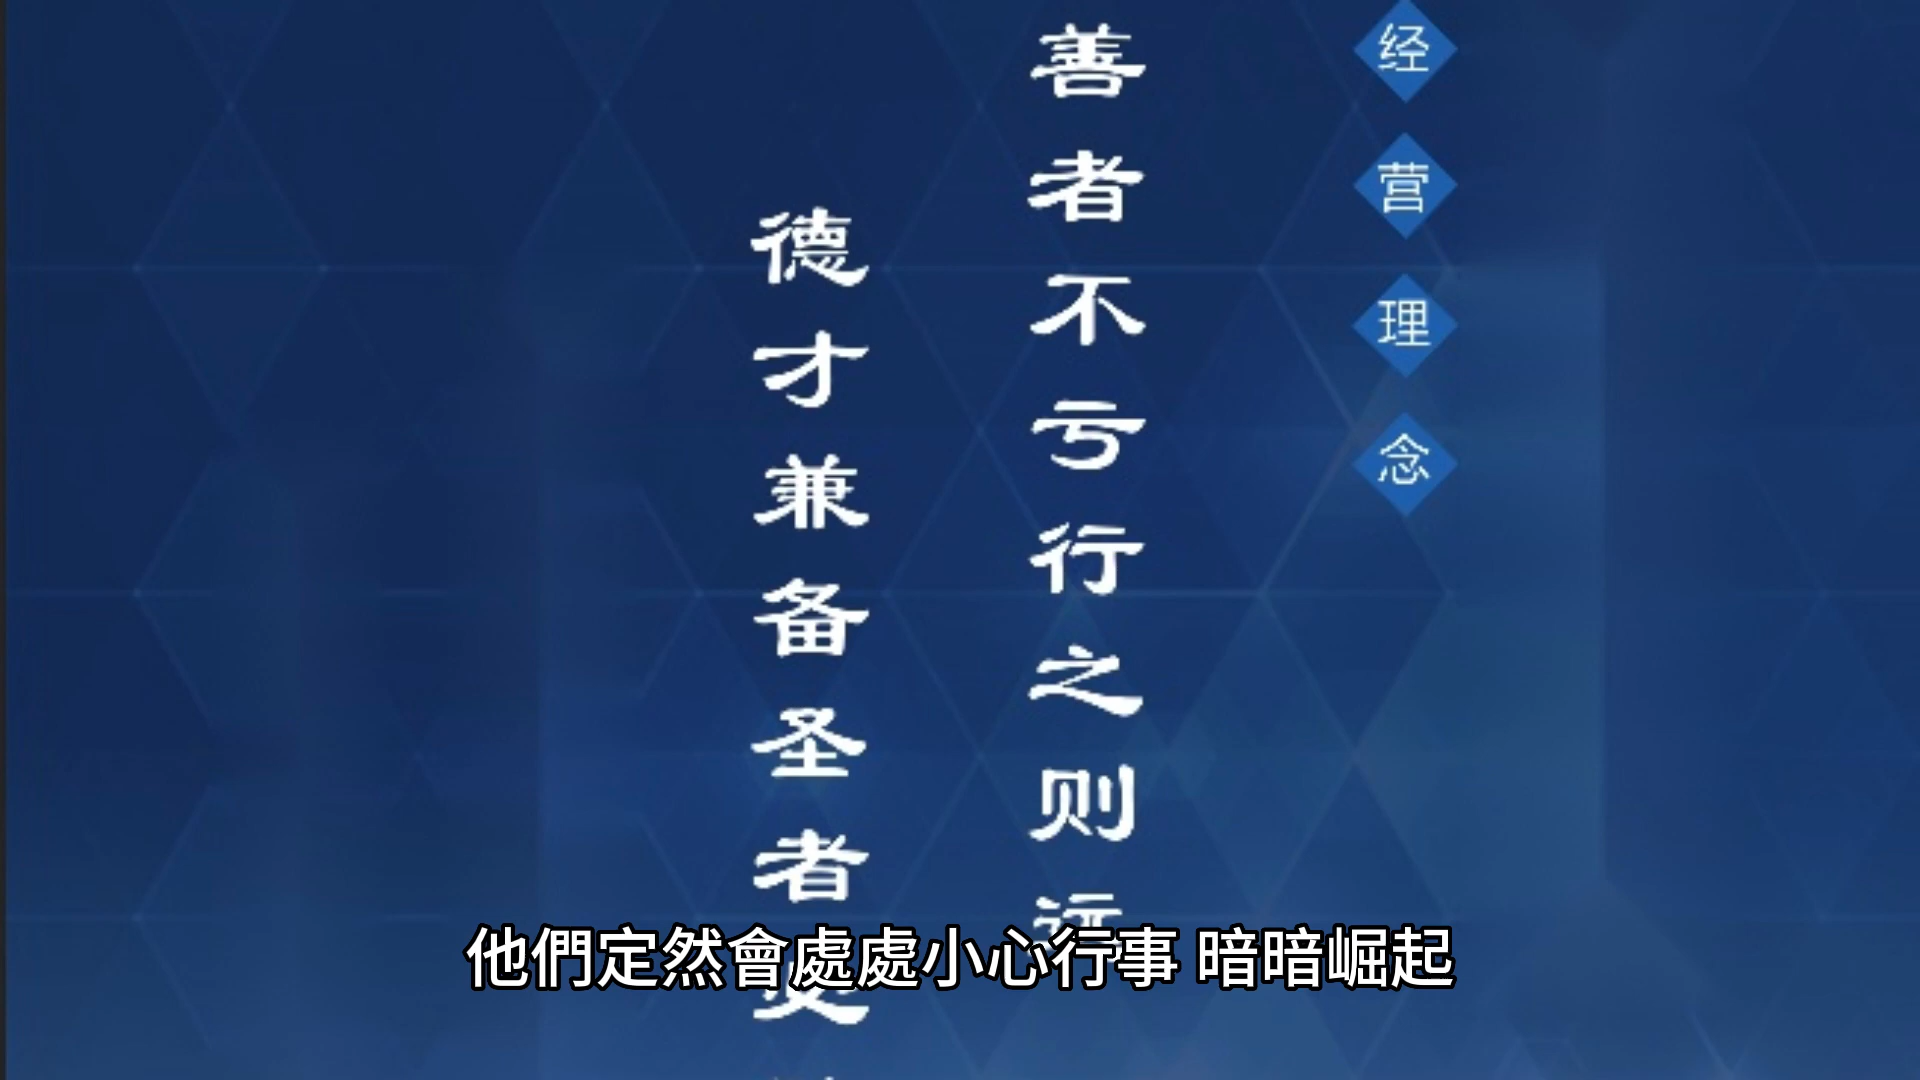 经营理念
善者不亏行之则远
德才兼备圣者
他們定然會處處小心行事 暗暗崛起